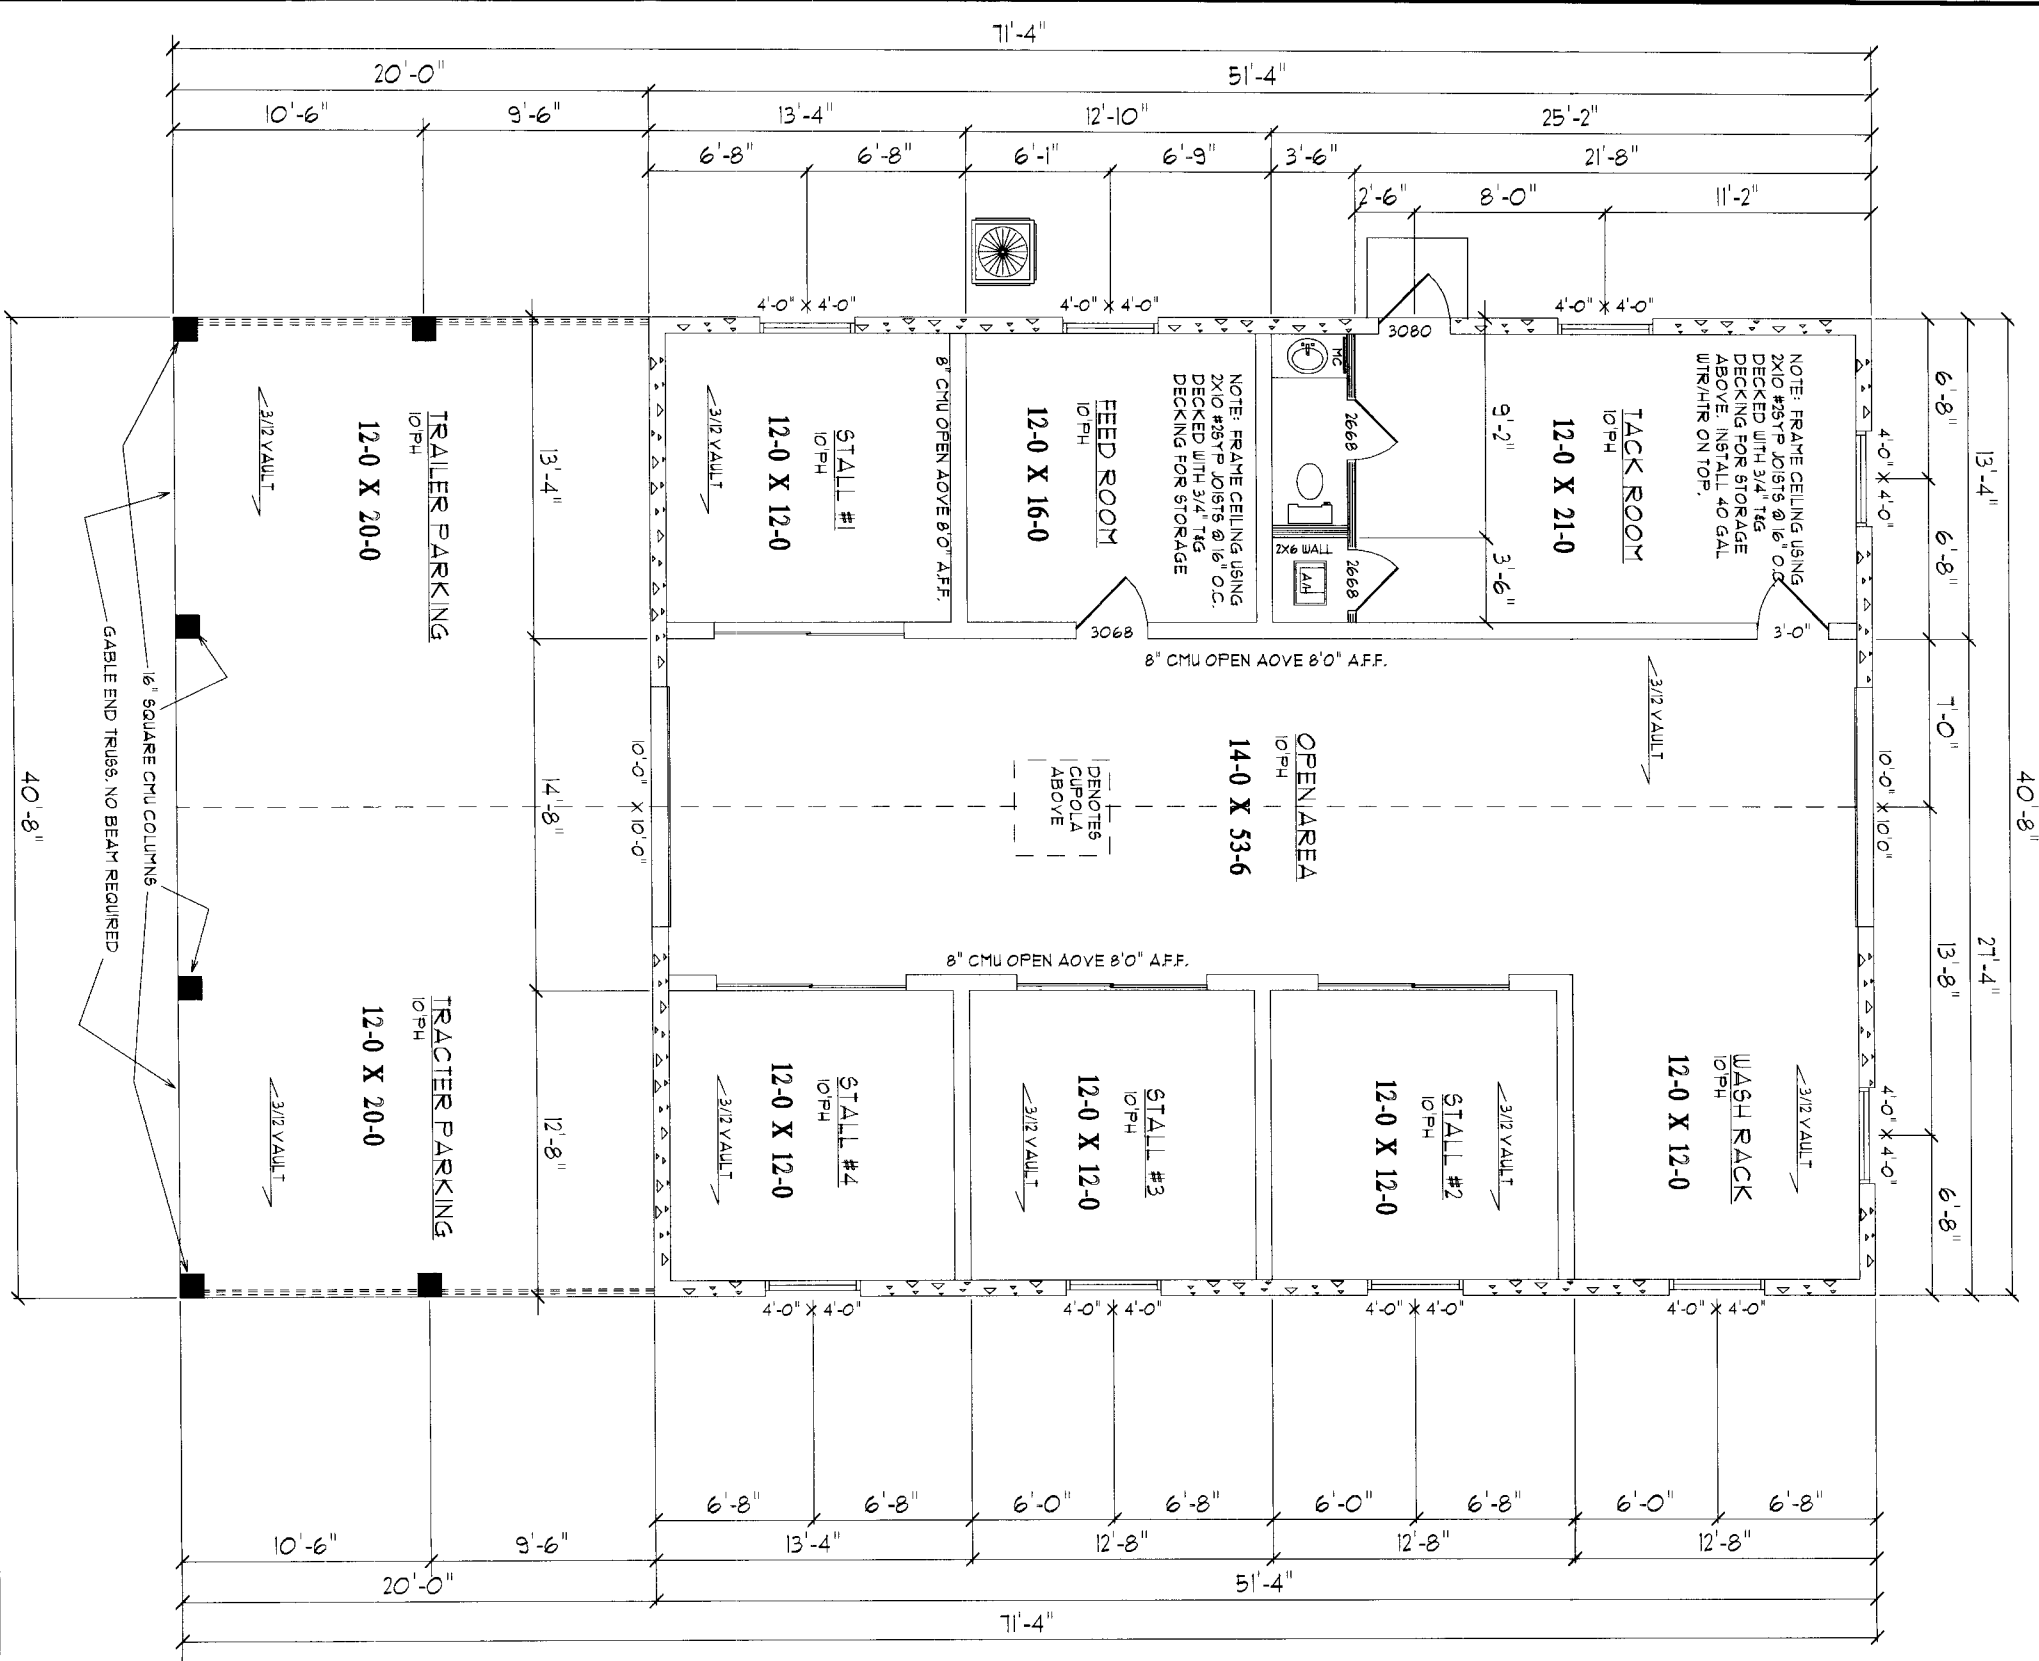 71'-4"
20'-0"
51'-4"
10'-6"
9'-6"
13'-4"
12'-10"
25'-2"
6'-8"
6'-8"
6'-1"
6'-9"
3'-6"
21'-8"
2'-6"
8'-0"
11'-2"
4'-0" X 4'-0"
4'-0" X 4'-0"
4'-0" X 4'-0"
3080
TRAILER PARKING
10'PH
12-0 X 20-0
3/12 VAULT
13'-4"
STALL #1
10'PH
12-0 X 12-0
3/12 VAULT
8" CMU OPEN AOVE 8'0" A.F.F.
FEED ROOM
10'PH
12-0 X 16-0
NOTE: FRAME CEILING USING
2X10 #2SYP JOISTS @ 16" O.C.
DECKED WITH 3/4" T&G
DECKING FOR STORAGE
MC
2668
2X6 WALL
A/H
2668
9'-2"
3'-6"
TACK ROOM
10'PH
12-0 X 21-0
NOTE: FRAME CEILING USING
2X10 #2SYP JOISTS @ 16" O.C.
DECKED WITH 3/4" T&G
DECKING FOR STORAGE
ABOVE. INSTALL 40 GAL
WTR/HTR ON TOP.
3068
3'-0"
8" CMU OPEN AOVE 8'0" A.F.F.
3/12 VAULT
4'-0" X 4'-0"
6'-8"
6'-8"
13'-4"
7'-0"
40'-8"
10'-0" X 10'0"
13'-8"
27'-4"
4'-0" X 4'-0"
6'-8"
OPEN AREA
10'PH
14-0 X 53-6
DENOTES
CUPOLA
ABOVE
10'-0" X 10'-0"
14'-8"
16" SQUARE CMU COLUMNS
GABLE END TRUSS. NO BEAM REQUIRED
40'-8"
8" CMU OPEN AOVE 8'0" A.F.F.
TRACTER PARKING
10'PH
12-0 X 20-0
3/12 VAULT
12'-8"
STALL #4
10'PH
12-0 X 12-0
3/12 VAULT
STALL #3
10'PH
12-0 X 12-0
3/12 VAULT
STALL #2
10'PH
12-0 X 12-0
3/12 VAULT
WASH RACK
10'PH
12-0 X 12-0
3/12 VAULT
4'-0" X 4'-0"
4'-0" X 4'-0"
4'-0" X 4'-0"
4'-0" X 4'-0"
6'-8"
6'-8"
6'-0"
6'-8"
6'-0"
6'-8"
6'-0"
6'-8"
10'-6"
9'-6"
13'-4"
12'-8"
12'-8"
12'-8"
20'-0"
51'-4"
71'-4"